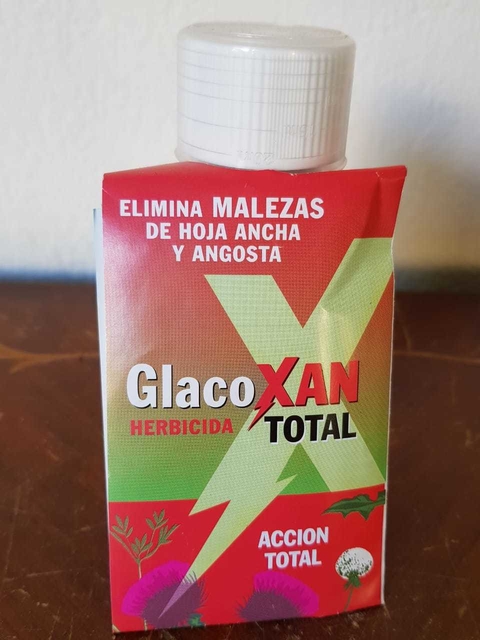 ELIMINA MALEZAS
DE HOJA ANCHA
Y ANGOSTA
GlacoXAN
HERBICIDA TOTAL
ACCION
TOTAL